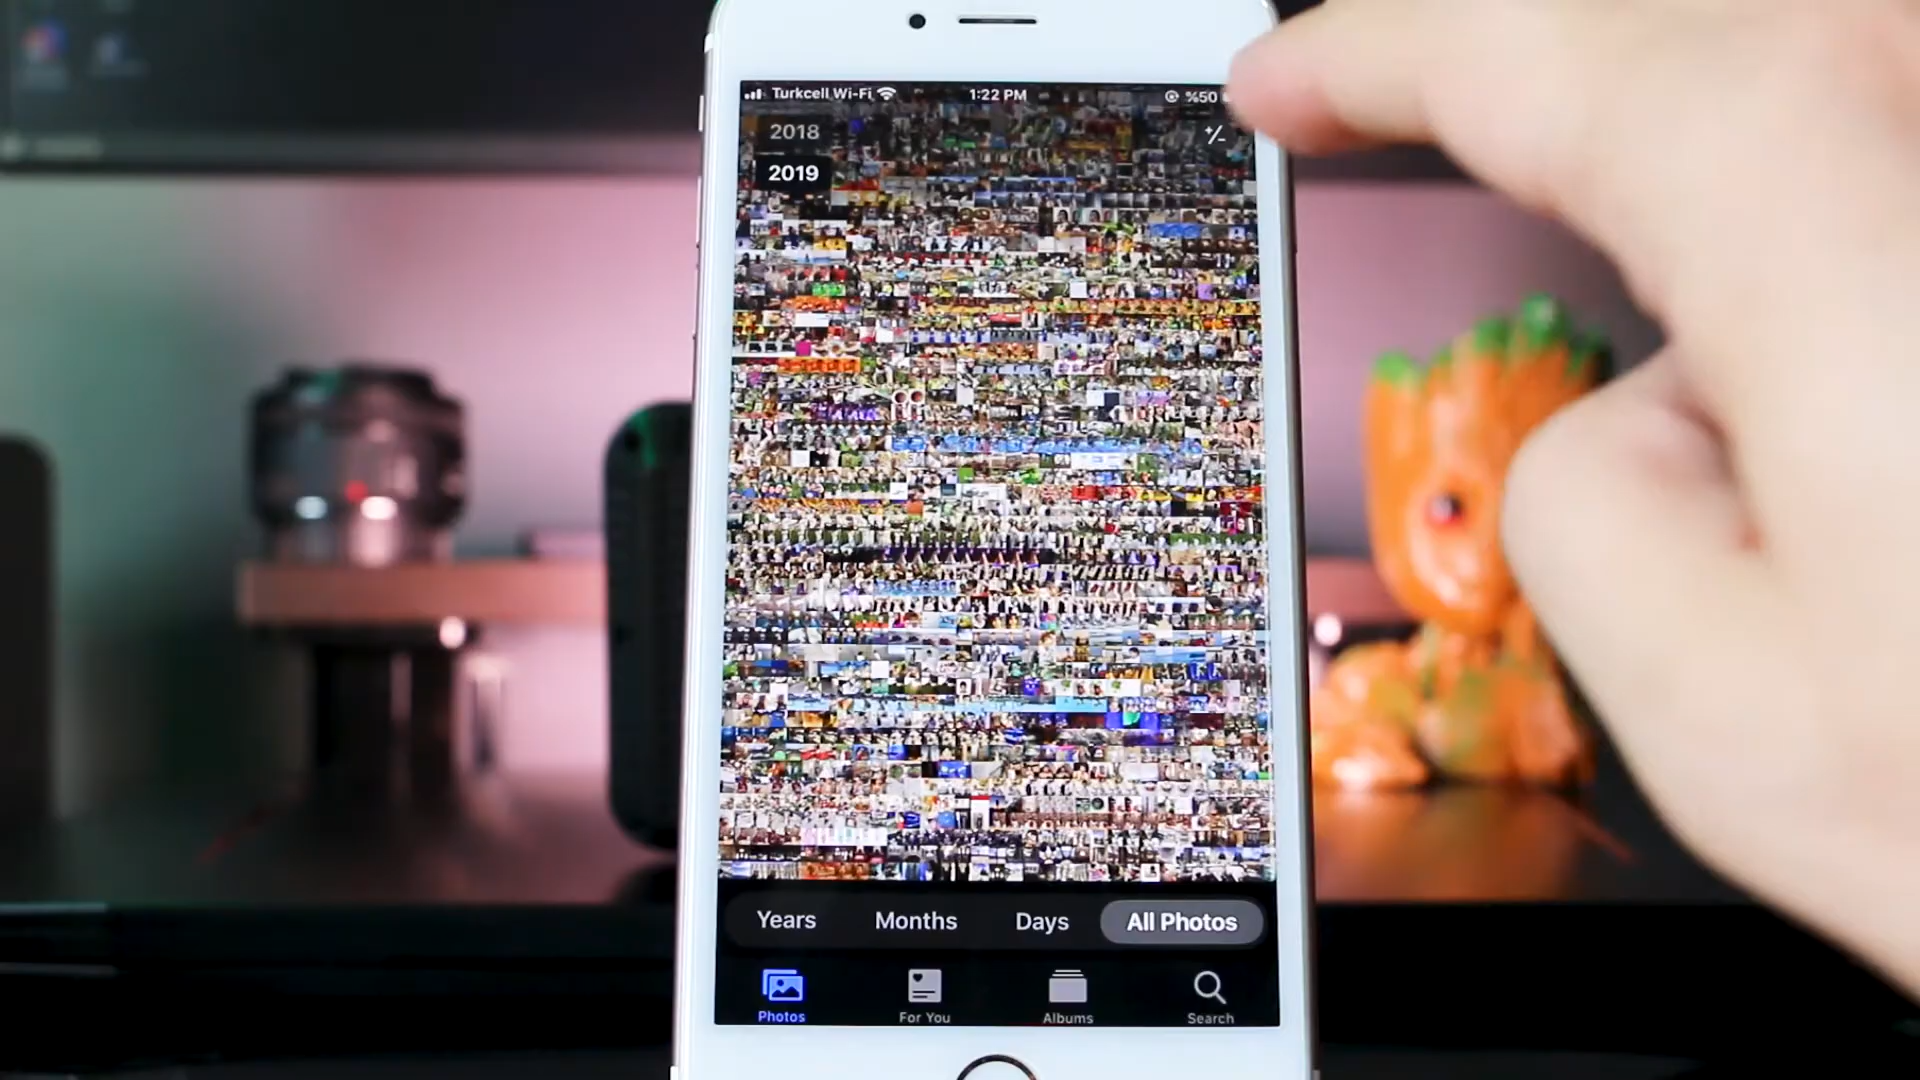 Turkcell Wi-Fi 1:22 PM %50
2018
2019
+/-
Years Months Days All Photos
Photos For You Albums Search